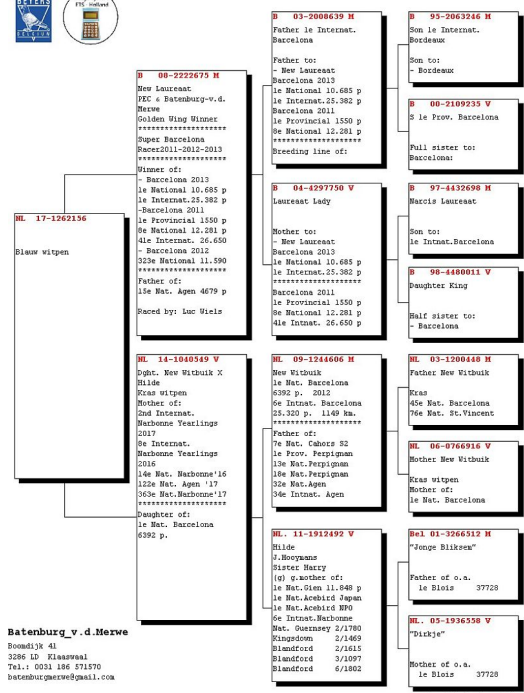 BEYERS
BELGIUM
FTS Holland
NL 17-1262156
Blauw witpen
B 08-2222675 M
New Laureaat
PEC & Batenburg-v.d.
Merwe
Golden Wing Winner
********************
Super Barcelona
Racer2011-2012-2013
********************
Winner of:
- Barcelona 2013
1e National 10.685 p
1e Internat.25.382 p
-Barcelona 2011
1e Provincial 1550 p
8e National 12.281 p
41e Internat. 26.650
- Barcelona 2012
323e National 11.590
********************
Father of:
15e Nat. Agen 4679 p
Raced by: Luc Wiels
NL 14-1040549 V
Dght. New Witbuik X
Hilde
Kras witpen
Mother of:
2nd Internat.
Narbonne Yearlings
2017
8e Internat.
Narbonne Yearlings
2016
14e Nat. Narbonne'16
122e Nat. Agen '17
363e Nat.Narbonne'17
********************
Daughter of:
1e Nat. Barcelona
6392 p.
B 03-2008639 M
Father 1e Internat.
Barcelona
Father to:
- New Laureaat
Barcelona 2013
1e National 10.685 p
1e Internat.25.382 p
Barcelona 2011
1e Provincial 1550 p
8e National 12.281 p
********************
Breeding line of:
B 04-4297750 V
Laureaat Lady
Mother to:
- New Laureaat
Barcelona 2013
1e National 10.685 p
1e Internat.25.382 p
********************
Barcelona 2011
1e Provincial 1550 p
8e National 12.281 p
41e Intnat. 26.650 p
NL 09-1244606 M
New Witbuik
1e Nat. Barcelona
6392 p. 2012
6e Intnat. Barcelona
25.320 p. 1149 km.
********************
Father of:
7e Nat. Cahors S2
1e Prov. Perpignan
13e Nat.Perpignan
18e Nat.Perpignan
32e Nat.Agen
34e Intnat. Agen
NL. 11-1912492 V
Hilde
J.Hooymans
Sister Harry
(g) g.mother of:
1e Nat.Gien 11.848 p
1e Nat.Acebird Japan
1e Nat.Acebird NPO
6e Intnat.Narbonne
Nat. Guernsey 2/1780
Kingsdown 2/1469
Blandford 2/1615
Blandford 3/1097
Blandford 6/1802
B 95-2063246 M
Son 1e Internat.
Bordeaux
Son to:
- Bordeaux
B 00-2109235 V
S 1e Prov. Barcelona
Full sister to:
Barcelona:
B 97-4432698 M
Narcis Laureaat
Son to:
1e Intnat.Barcelona
B 98-4480011 V
Daughter King
Half sister to:
- Barcelona
NL 03-1200448 M
Father New Witbuik
Kras
45e Nat. Barcelona
76e Nat. St.Vincent
NL 06-0766916 V
Mother New Witbuik
Kras witpen
Mother of:
1e Nat. Barcelona
Bel 01-3266512 M
"Jonge Bliksem"
Father of o.a.
1e Blois 37728
NL. 05-1936558 V
"Dirkje"
Mother of o.a.
1e Blois 37728
Batenburg_v.d.Merwe
Boomdijk 41
3286 LD Klaaswaal
Tel.: 0031 186 571570
batenburgmerwe@gmail.com